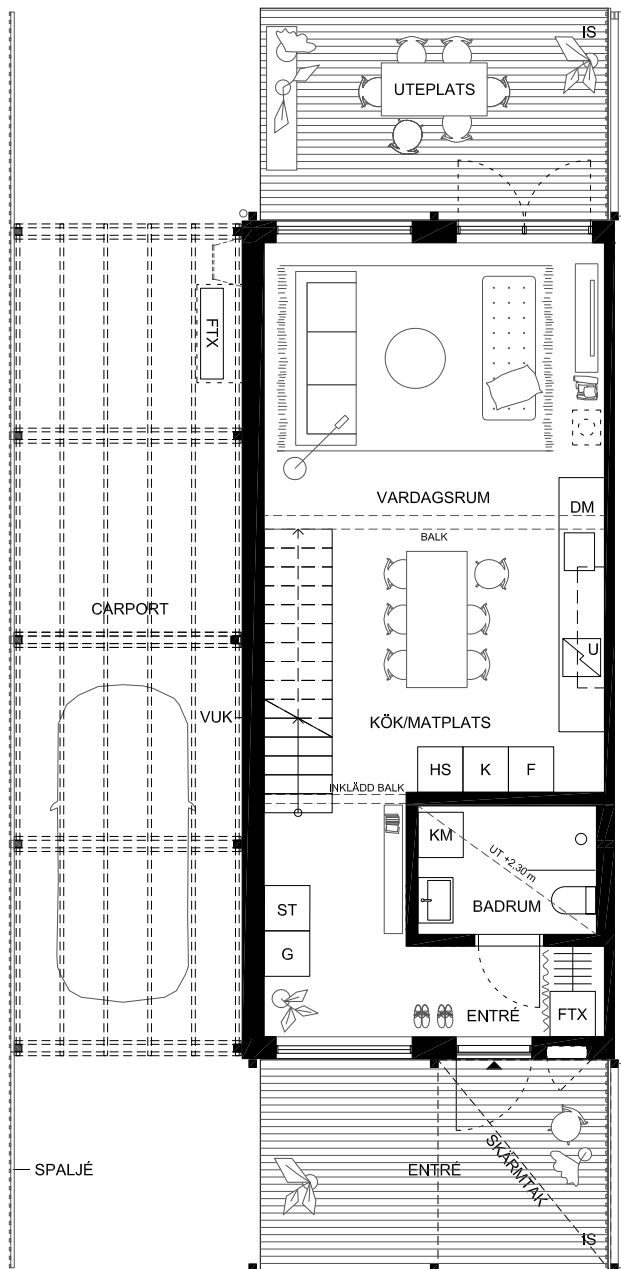 IS
UTEPLATS
FTX
VARDAGSRUM
DM
BALK
CARPORT
U
VUK
KÖK/MATPLATS
HS K F
INKLÄDD BALK
KM
UT +2,30 m
ST
BADRUM
G
ENTRÉ
FTX
SPALJÉ
ENTRÉ
SKÄRMTAK
IS